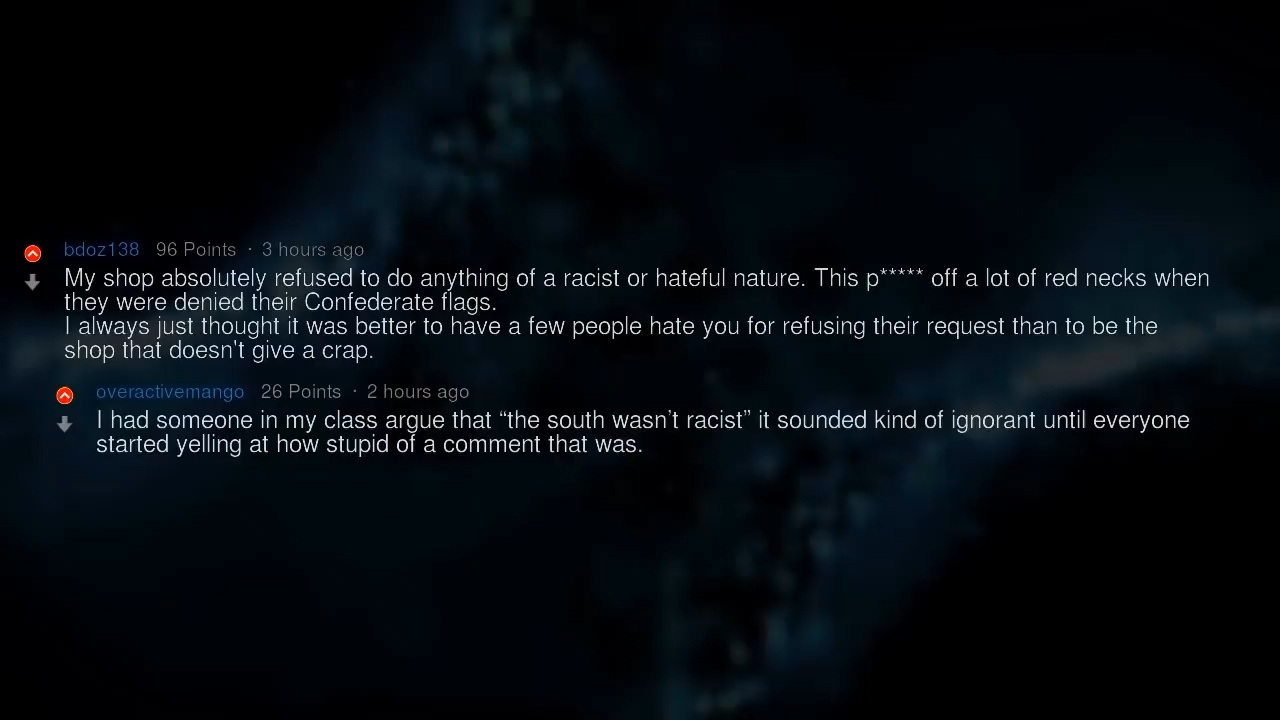 bdoz138 96 Points · 3 hours ago
My shop absolutely refused to do anything of a racist or hateful nature. This p***** off a lot of red necks when
they were denied their Confederate flags.
I always just thought it was better to have a few people hate you for refusing their request than to be the
shop that doesn't give a crap.
overactivemango 26 Points · 2 hours ago
I had someone in my class argue that “the south wasn’t racist” it sounded kind of ignorant until everyone
started yelling at how stupid of a comment that was.